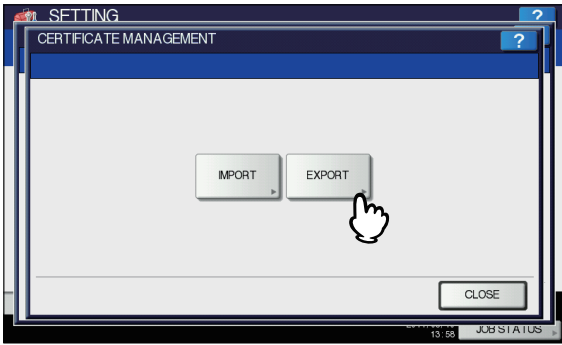 SETTING
?
CERTIFICATE MANAGEMENT
?
IMPORT
EXPORT
CLOSE
13:58
JOB STATUS